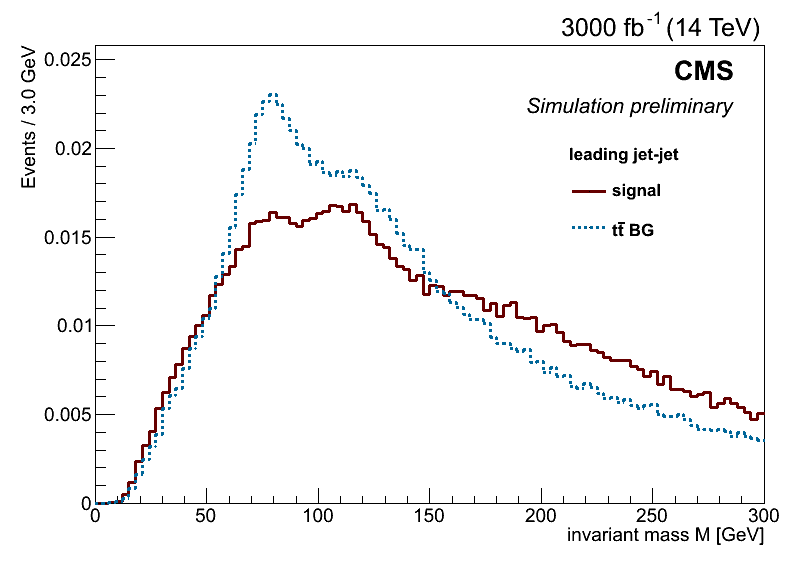 3000 fb⁻¹ (14 TeV)
CMS
Simulation preliminary
leading jet-jet
signal
tt̄ BG
Events / 3.0 GeV
0.025
0.02
0.015
0.01
0.005
0
0 50 100 150 200 250 300
invariant mass M [GeV]